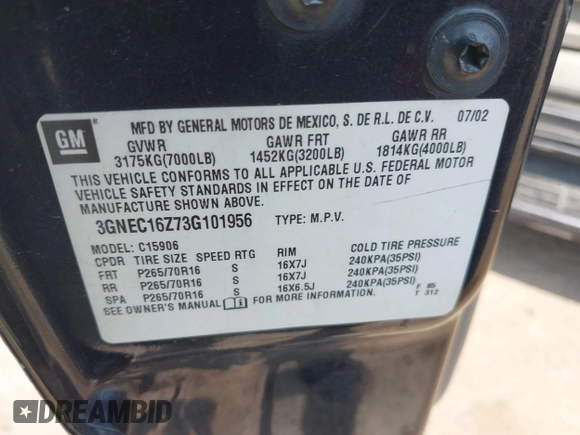 GM ®
MFD BY GENERAL MOTORS DE MEXICO, S. DE R.L. DE C.V. 07/02
GVWR GAWR FRT GAWR RR
3175KG(7000LB) 1452KG(3200LB) 1814KG(4000LB)
THIS VEHICLE CONFORMS TO ALL APPLICABLE U.S. FEDERAL MOTOR
VEHICLE SAFETY STANDARDS IN EFFECT ON THE DATE OF
MANUFACTURE SHOWN ABOVE.
3GNEC16Z73G101956 TYPE: M.P.V.
MODEL: C15906
CPDR TIRE SIZE SPEED RTG RIM COLD TIRE PRESSURE
FRT P265/70R16 S 16X7J 240KPA(35PSI)
RR P265/70R16 S 16X7J 240KPA(35PSI)
SPA P265/70R16 S 16X6.5J 240KPA(35PSI) F 85
SEE OWNER'S MANUAL FOR MORE INFORMATION. T 312
DREAMBID